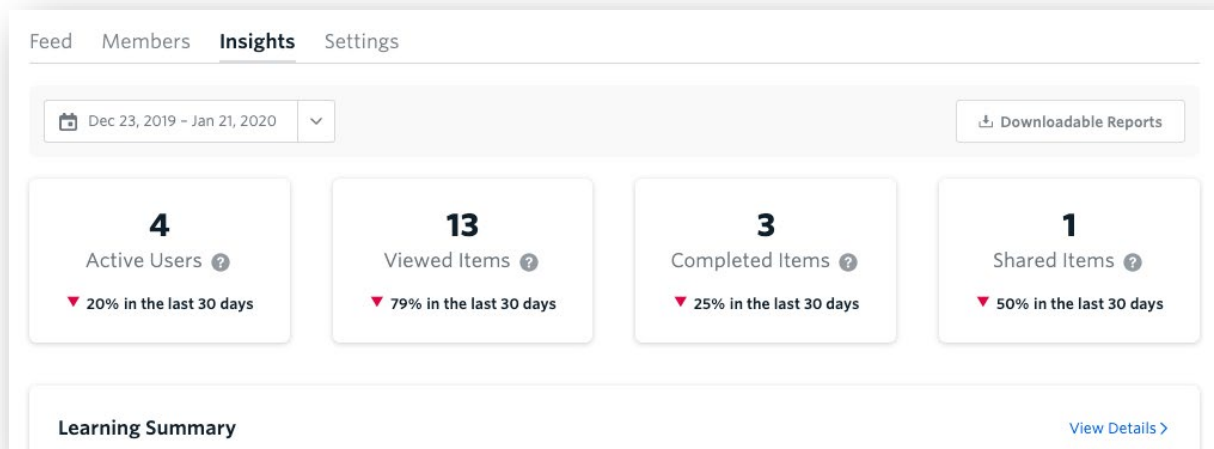 Feed Members Insights Settings
Dec 23, 2019 – Jan 21, 2020
Downloadable Reports
4
Active Users ?
▼ 20% in the last 30 days
13
Viewed Items ?
▼ 79% in the last 30 days
3
Completed Items ?
▼ 25% in the last 30 days
1
Shared Items ?
▼ 50% in the last 30 days
Learning Summary
View Details >